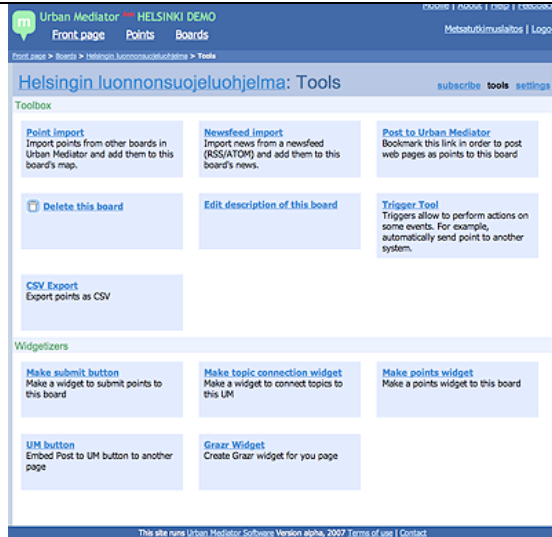 Mobile | About | Help | Feedback
m Urban Mediator HELSINKI DEMO
Front page Points Boards
Metsatutkimuslaitos | Logo
Front page > Boards > Helsingin luonnonsuojeluohjelma > Tools
Helsingin luonnonsuojeluohjelma: Tools
subscribe tools settings
Toolbox
Point import
Import points from other boards in
Urban Mediator and add them to this
board's map.
Newsfeed import
Import news from a newsfeed
(RSS/ATOM) and add them to this
board's news.
Post to Urban Mediator
Bookmark this link in order to post
web pages as points to this board
Delete this board
Edit description of this board
Trigger Tool
Triggers allow to perform actions on
some events. For example,
automatically send point to another
system.
CSV Export
Export points as CSV
Widgetizers
Make submit button
Make a widget to submit points to
this board
Make topic connection widget
Make a widget to connect topics to
this UM
Make points widget
Make a points widget to this board
UM button
Embed Post to UM button to another
page
Grazr Widget
Create Grazr widget for you page
This site runs Urban Mediator Software Version alpha, 2007 Terms of use | Contact